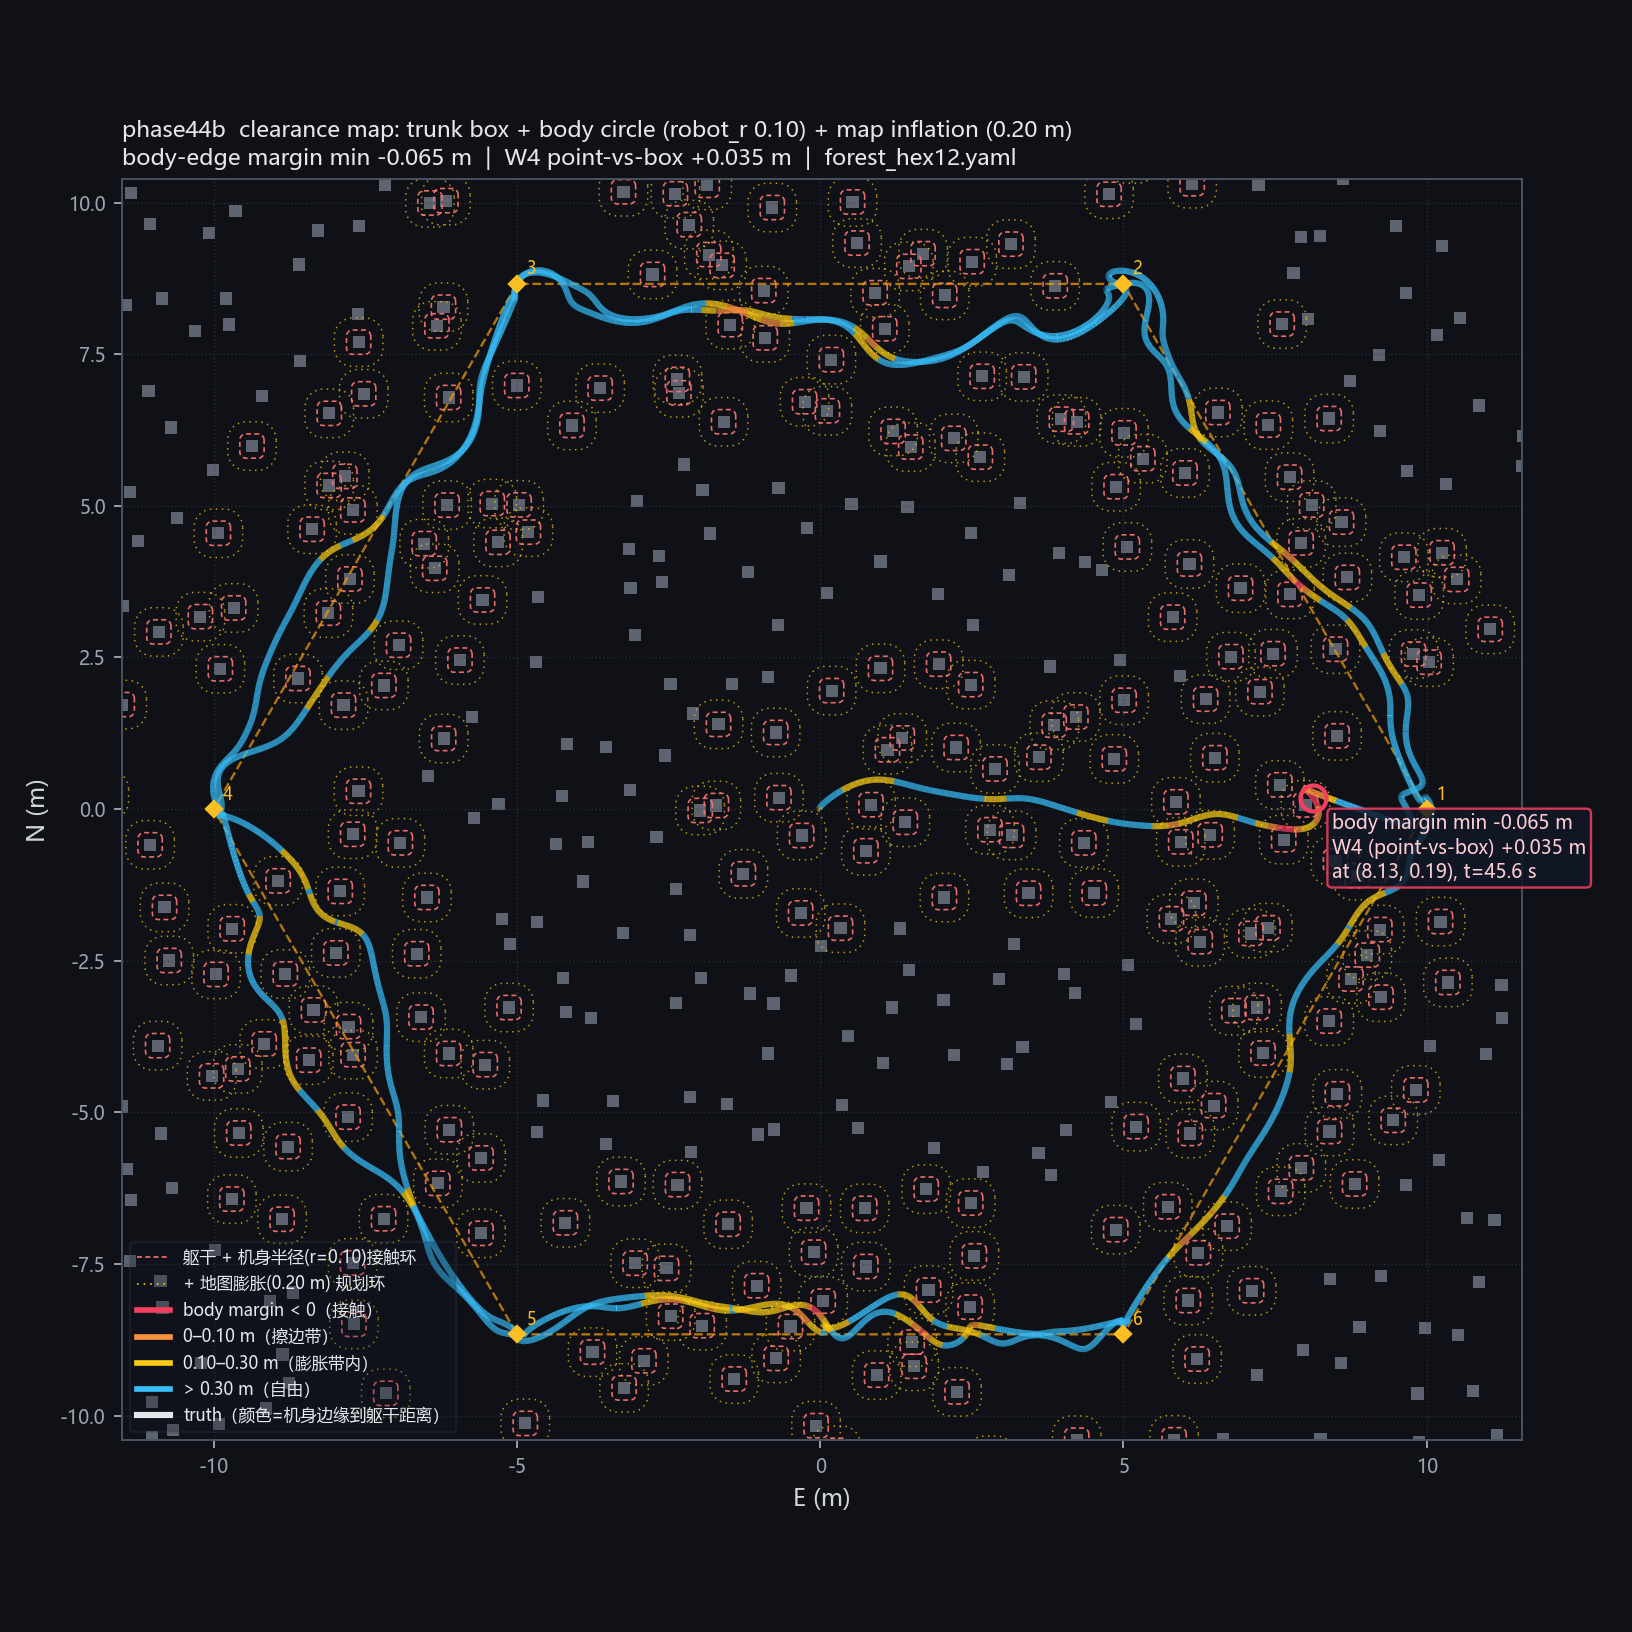 phase44b  clearance map: trunk box + body circle (robot_r 0.10) + map inflation (0.20 m)
body-edge margin min -0.065 m  |  W4 point-vs-box +0.035 m  |  forest_hex12.yaml
10.0
7.5
5.0
2.5
0.0
-2.5
-5.0
-7.5
-10.0
N (m)
3
2
4
1
body margin min -0.065 m
W4 (point-vs-box) +0.035 m
at (8.13, 0.19), t=45.6 s
5
6
躯干 + 机身半径(r=0.10)接触环
+ 地图膨胀(0.20 m) 规划环
body margin < 0（接触）
0–0.10 m（擦边带）
0.10–0.30 m（膨胀带内）
> 0.30 m（自由）
truth（颜色=机身边缘到躯干距离）
-10
-5
0
5
10
E (m)